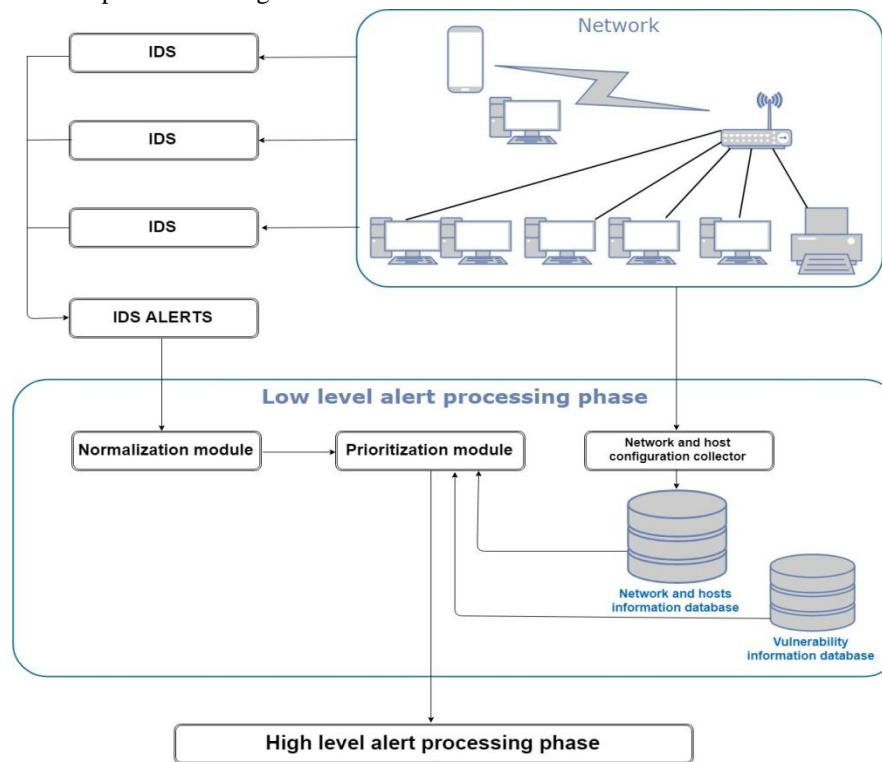 Network
IDS
IDS
IDS
IDS ALERTS
Low level alert processing phase
Normalization module
Prioritization module
Network and host
configuration collector
Network and hosts
information database
Vulnerability
information database
High level alert processing phase